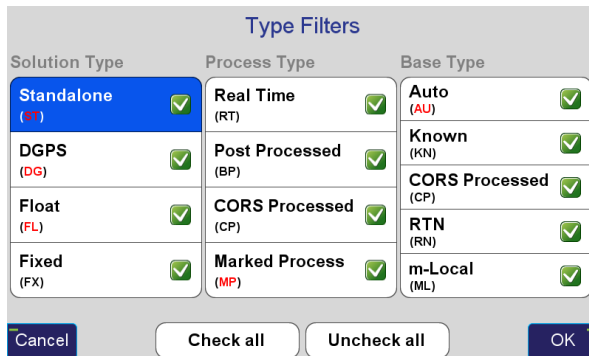 Type Filters
Solution Type
Standalone
(ST)
DGPS
(DG)
Float
(FL)
Fixed
(FX)
Process Type
Real Time
(RT)
Post Processed
(BP)
CORS Processed
(CP)
Marked Process
(MP)
Base Type
Auto
(AU)
Known
(KN)
CORS Processed
(CP)
RTN
(RN)
m-Local
(ML)
Cancel
Check all
Uncheck all
OK